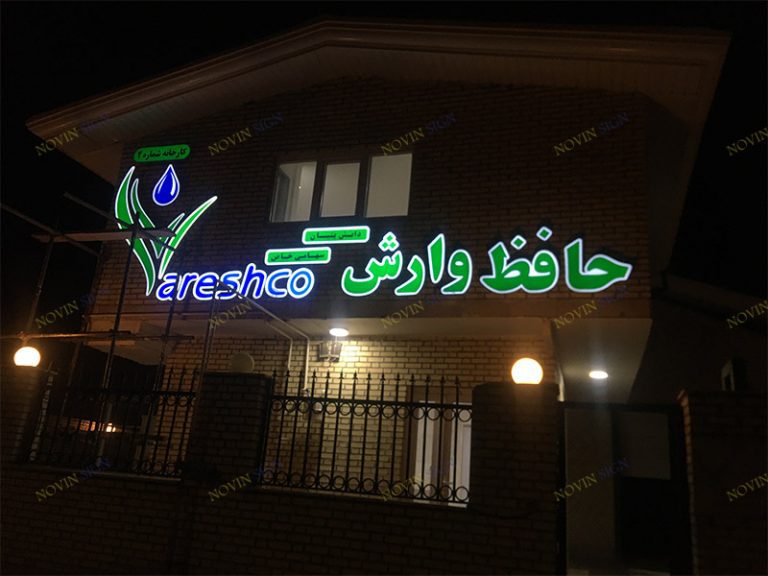 کارخانه شماره ۲
Vareshco
دانش بنیان
سهامی خاص
حافظ وارش
NOVIN SIGN